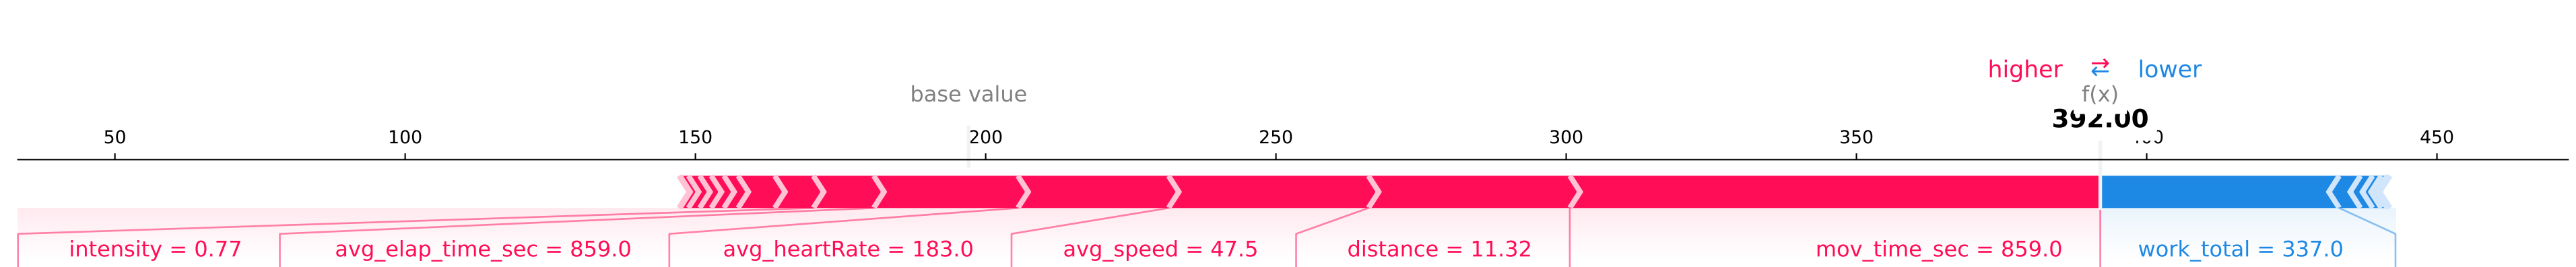 higher ⇄ lower
base value f(x)
392.00
50 100 150 200 250 300 350 450
intensity = 0.77 avg_elap_time_sec = 859.0 avg_heartRate = 183.0 avg_speed = 47.5 distance = 11.32 mov_time_sec = 859.0 work_total = 337.0